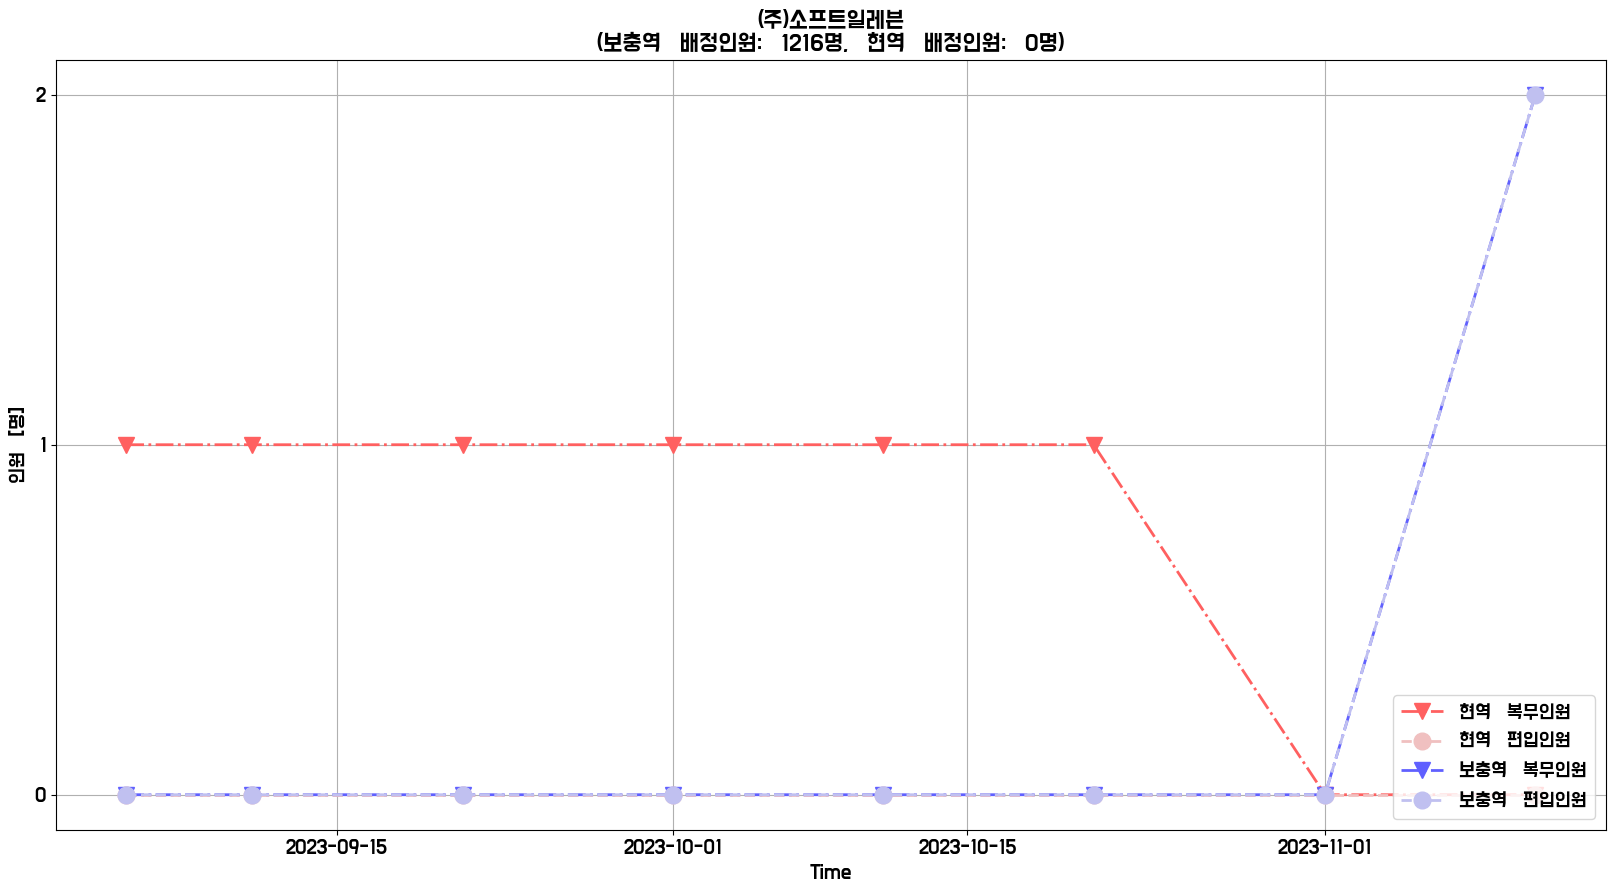 (주)소프트일레븐
(보충역 배정인원: 1216명, 현역 배정인원: 0명)
인원 [명]
2
1
0
2023-09-15
2023-10-01
2023-10-15
2023-11-01
Time
현역 복무인원
현역 편입인원
보충역 복무인원
보충역 편입인원